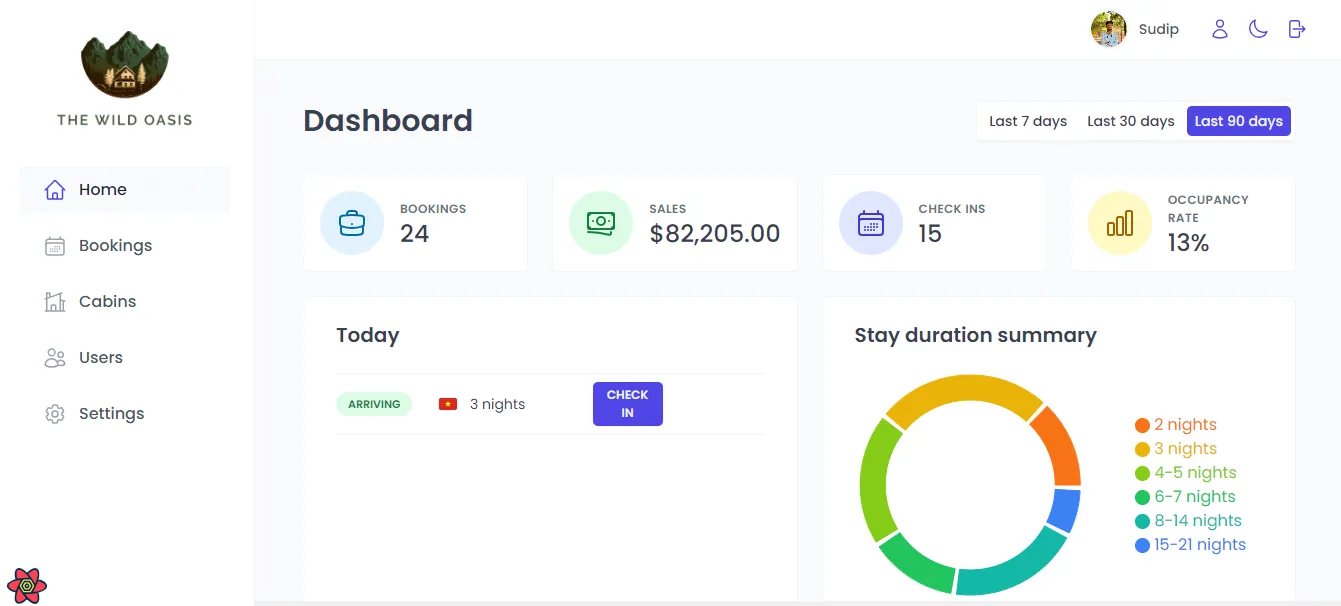 THE WILD OASIS
Home
Bookings
Cabins
Users
Settings
Sudip
Dashboard
Last 7 days Last 30 days Last 90 days
BOOKINGS
24
SALES
$82,205.00
CHECK INS
15
OCCUPANCY
RATE
13%
Today
ARRIVING 3 nights CHECK
IN
Stay duration summary
2 nights
3 nights
4-5 nights
6-7 nights
8-14 nights
15-21 nights